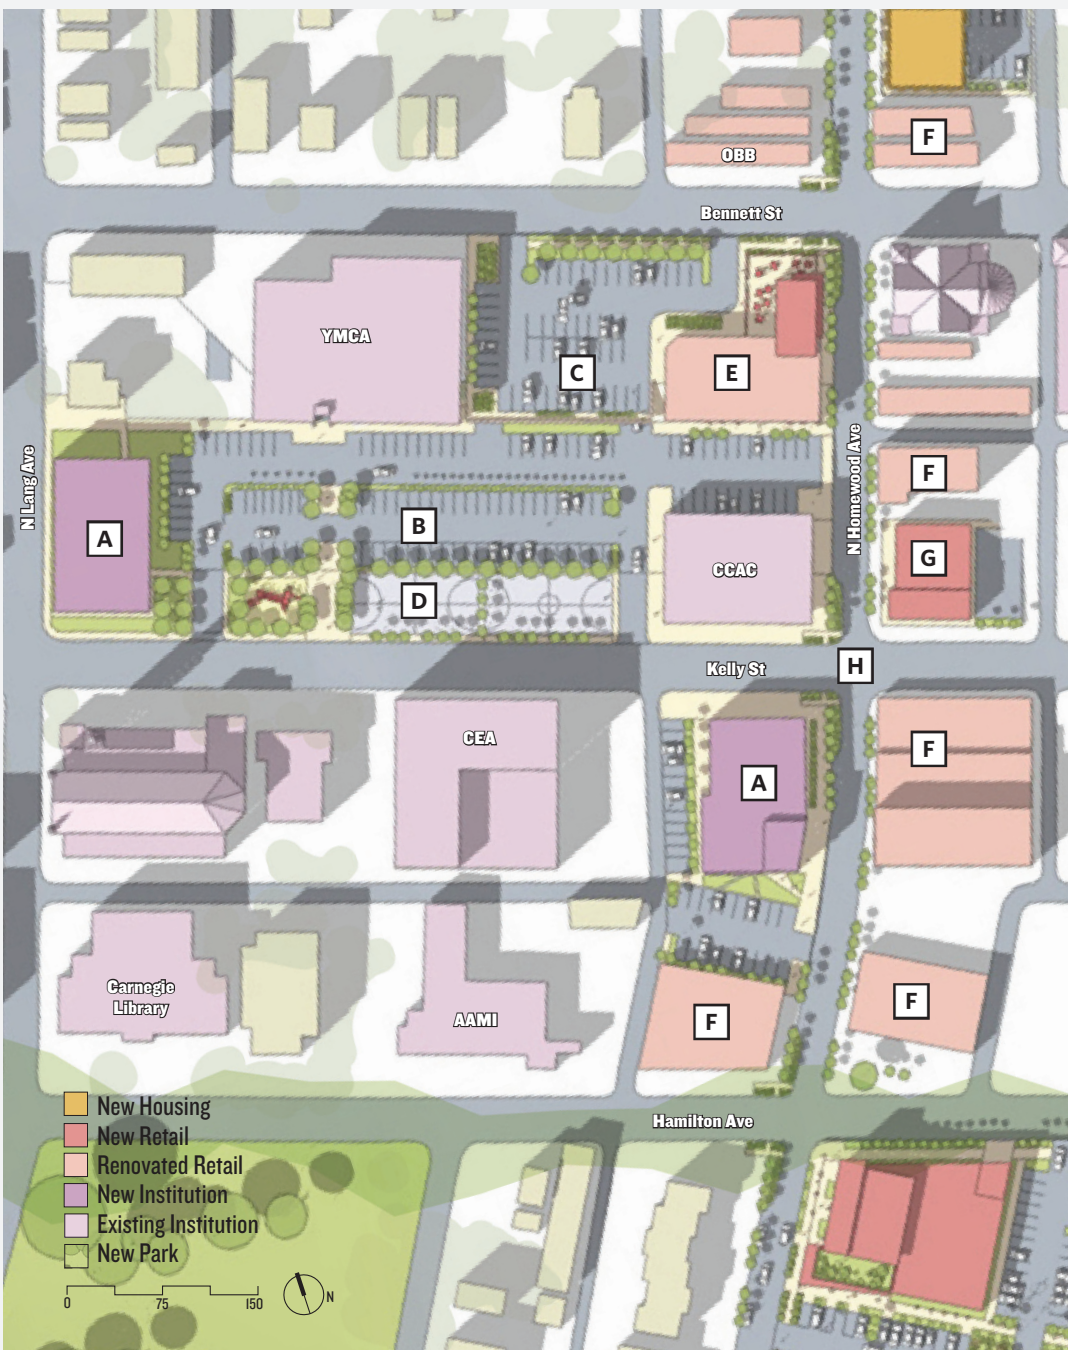 F
OBB
Bennett St
YMCA
C
E
N Lang Ave
N Homewood Ave
F
A
B
G
CCAC
D
Kelly St
H
CEA
F
A
Carnegie
Library
AAMI
F
F
Hamilton Ave
New Housing
New Retail
Renovated Retail
New Institution
Existing Institution
New Park
0
75
150
N